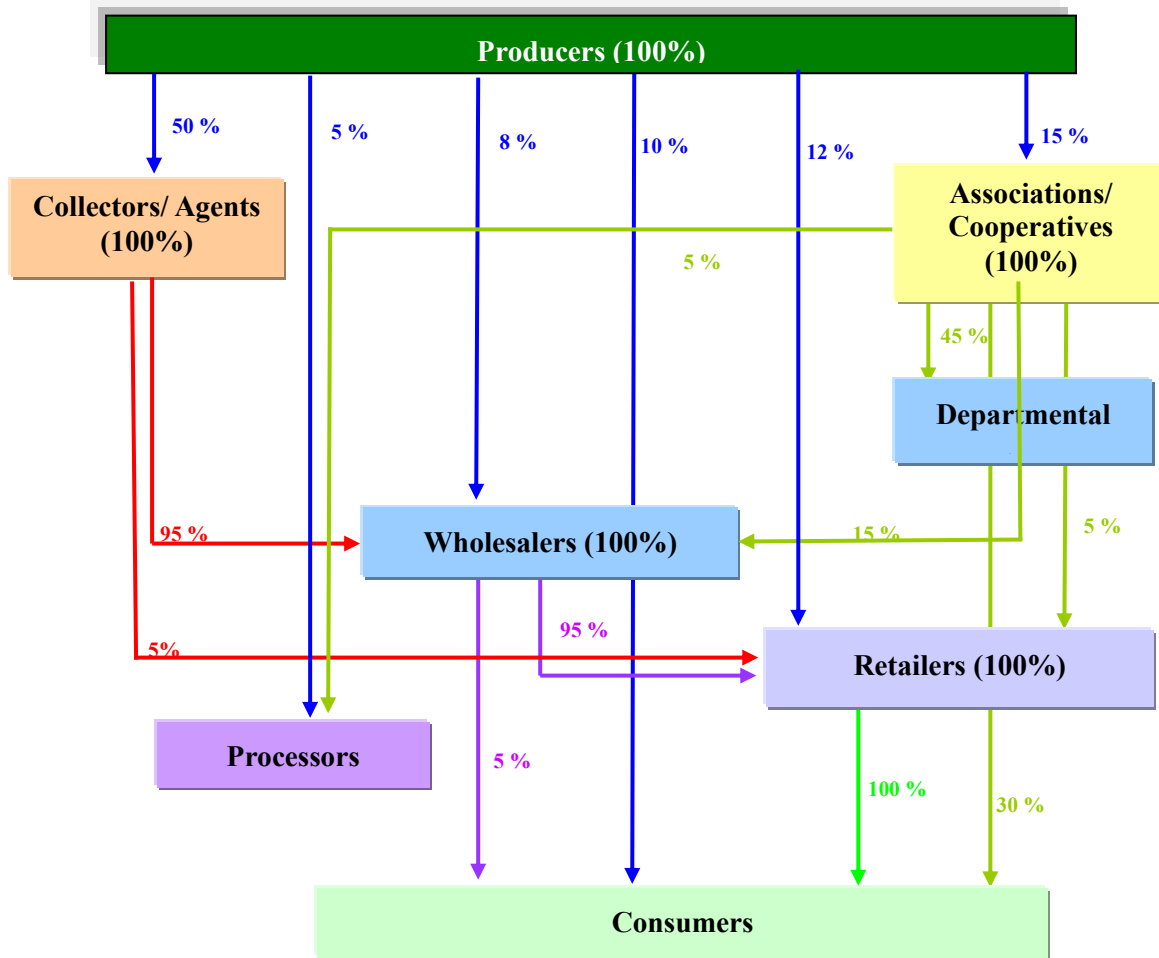 Producers (100%)
50 %
5 %
8 %
10 %
12 %
15 %
Collectors/ Agents
(100%)
Associations/
Cooperatives
(100%)
5 %
45 %
Departmental
95 %
Wholesalers (100%)
15 %
5 %
95 %
5%
Retailers (100%)
Processors
5 %
100 %
30 %
Consumers